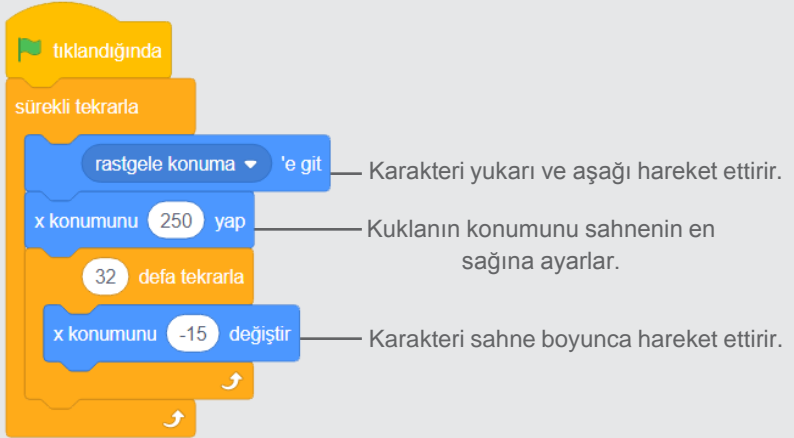 tıklandığında
sürekli tekrarla
rastgele konuma 'e git
Karakteri yukarı ve aşağı hareket ettirir.
x konumunu 250 yap
Kuklanın konumunu sahnenin en
sağına ayarlar.
32 defa tekrarla
x konumunu -15 değiştir
Karakteri sahne boyunca hareket ettirir.